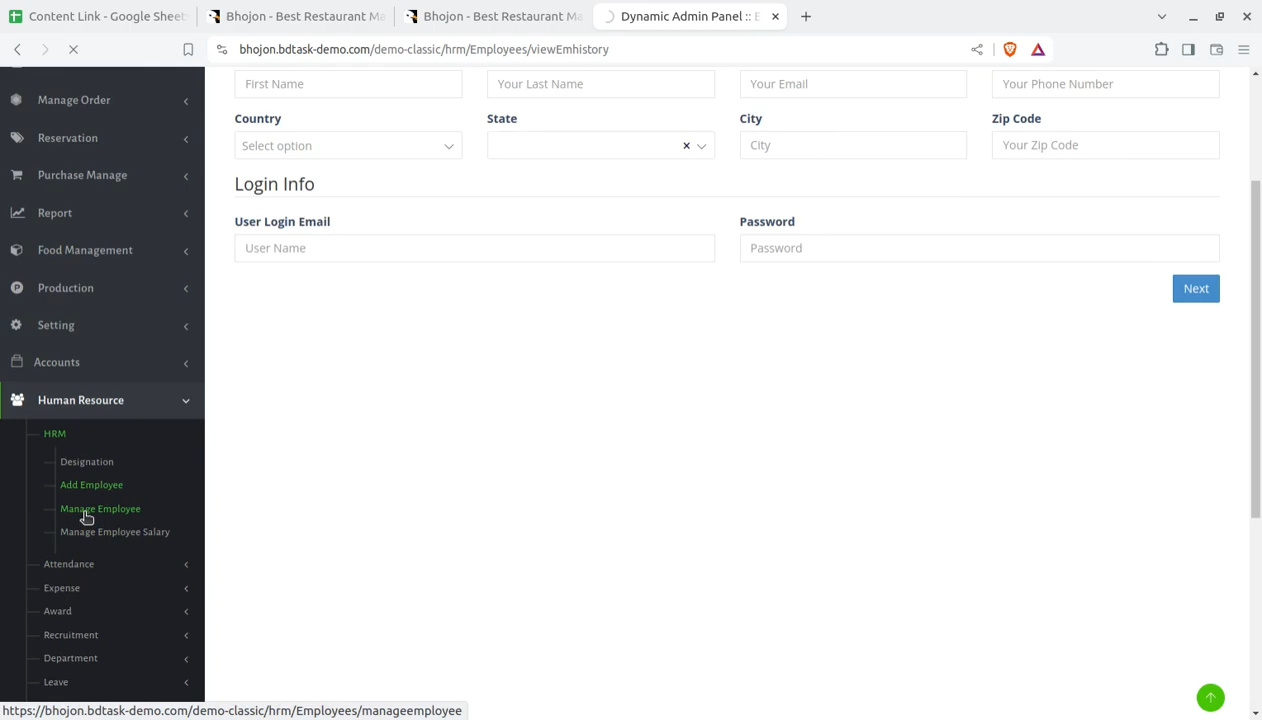 Content Link - Google Sheet
Bhojon - Best Restaurant Ma
Bhojon - Best Restaurant Ma
Dynamic Admin Panel :: E
bhojon.bdtask-demo.com/demo-classic/hrm/Employees/viewEmhistory
Manage Order
Reservation
Purchase Manage
Report
Food Management
Production
Setting
Accounts
Human Resource
HRM
Designation
Add Employee
Manage Employee
Manage Employee Salary
Attendance
Expense
Award
Recruitment
Department
Leave
https://bhojon.bdtask-demo.com/demo-classic/hrm/Employees/manageemployee
First Name
Your Last Name
Your Email
Your Phone Number
Country
State
City
Zip Code
Select option
City
Your Zip Code
Login Info
User Login Email
Password
User Name
Password
Next